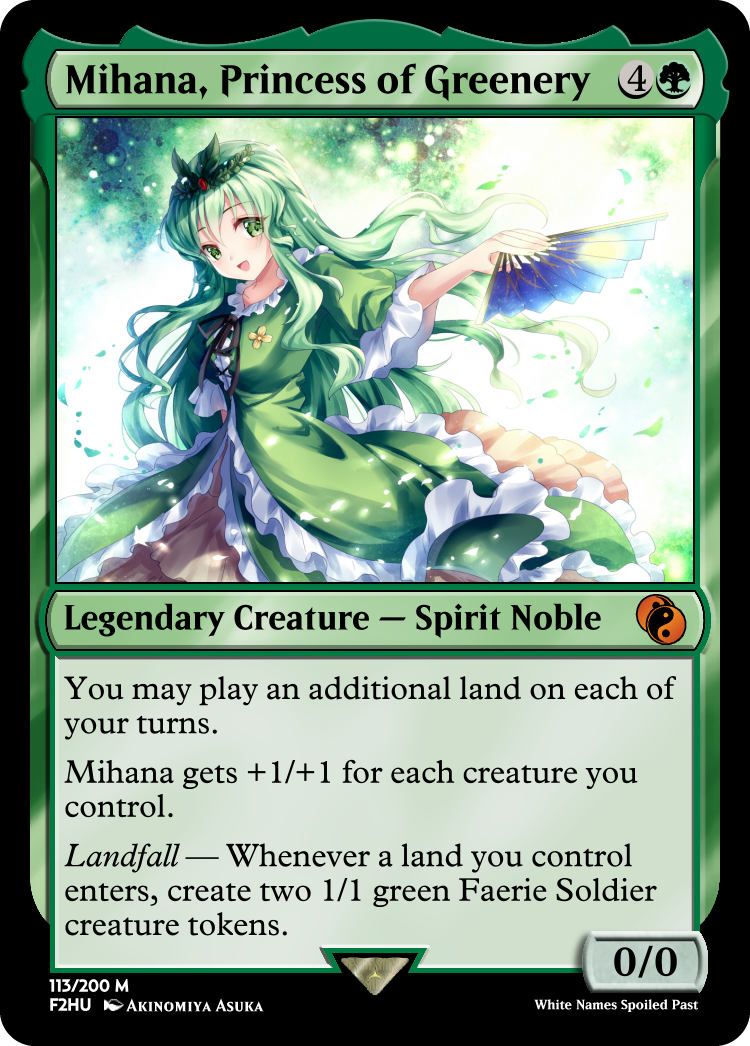 Mihana, Princess of Greenery 4
Legendary Creature — Spirit Noble
You may play an additional land on each of
your turns.
Mihana gets +1/+1 for each creature you
control.
Landfall — Whenever a land you control
enters, create two 1/1 green Faerie Soldier
creature tokens.
0/0
113/200 M
F2HU AKINOMIYA ASUKA
White Names Spoiled Past